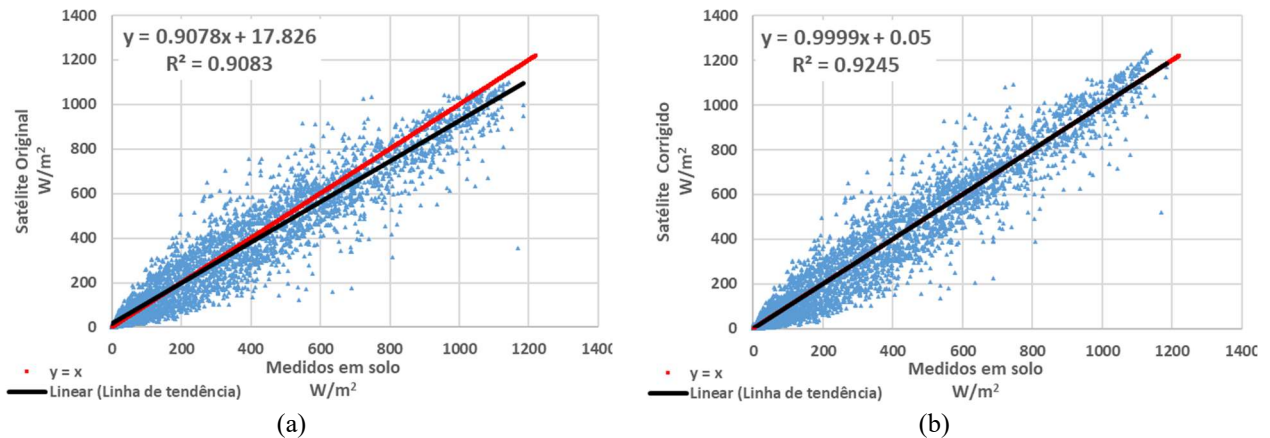 y = 0.9078x + 17.826
R² = 0.9083
Satélite Original
W/m²
1400
1200
1000
800
600
400
200
0
0 200 400 600 800 1000 1200 1400
Medidos em solo
W/m²
y = x
Linear (Linha de tendência)
(a)
y = 0.9999x + 0.05
R² = 0.9245
Satélite Corrigido
W/m²
1400
1200
1000
800
600
400
200
0
0 200 400 600 800 1000 1200 1400
Medidos em solo
W/m²
y = x
Linear (Linha de tendência)
(b)